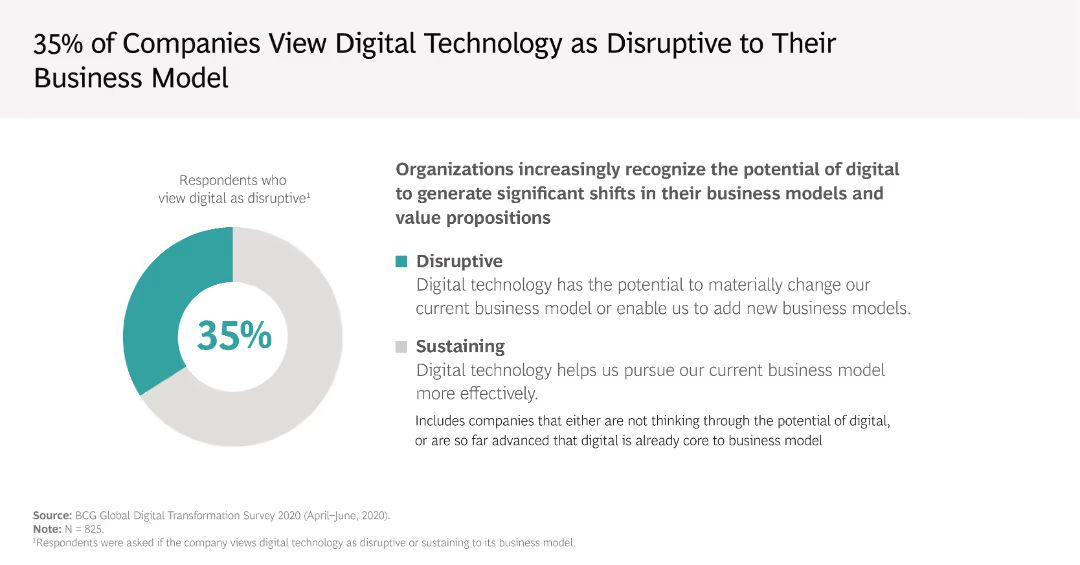 35% of Companies View Digital Technology as Disruptive to Their
Business Model
Respondents who
view digital as disruptive¹
35%
Organizations increasingly recognize the potential of digital
to generate significant shifts in their business models and
value propositions
Disruptive
Digital technology has the potential to materially change our
current business model or enable us to add new business models.
Sustaining
Digital technology helps us pursue our current business model
more effectively.
Includes companies that either are not thinking through the potential of digital,
or are so far advanced that digital is already core to business model
Source: BCG Global Digital Transformation Survey 2020 (April–June, 2020).
Note: N = 825.
¹Respondents were asked if the company views digital technology as disruptive or sustaining to its business model.